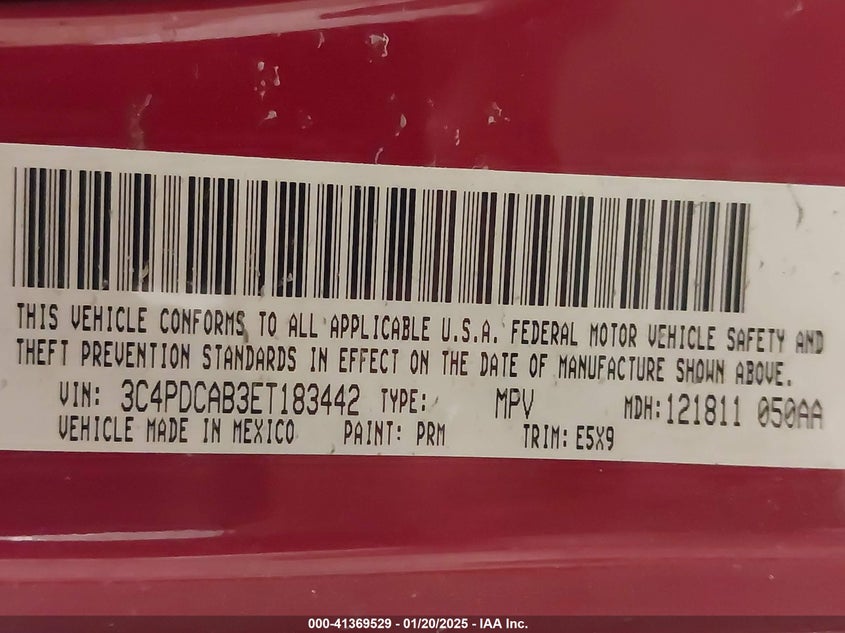 THIS VEHICLE CONFORMS TO ALL APPLICABLE U.S.A. FEDERAL MOTOR VEHICLE SAFETY AND
THEFT PREVENTION STANDARDS IN EFFECT ON THE DATE OF MANUFACTURE SHOWN ABOVE.
VIN: 3C4PDCAB3ET183442 TYPE: MPV MDH: 121811 050AA
VEHICLE MADE IN MEXICO PAINT: PRM TRIM: E5X9
000-41369529 - 01/20/2025 - IAA Inc.